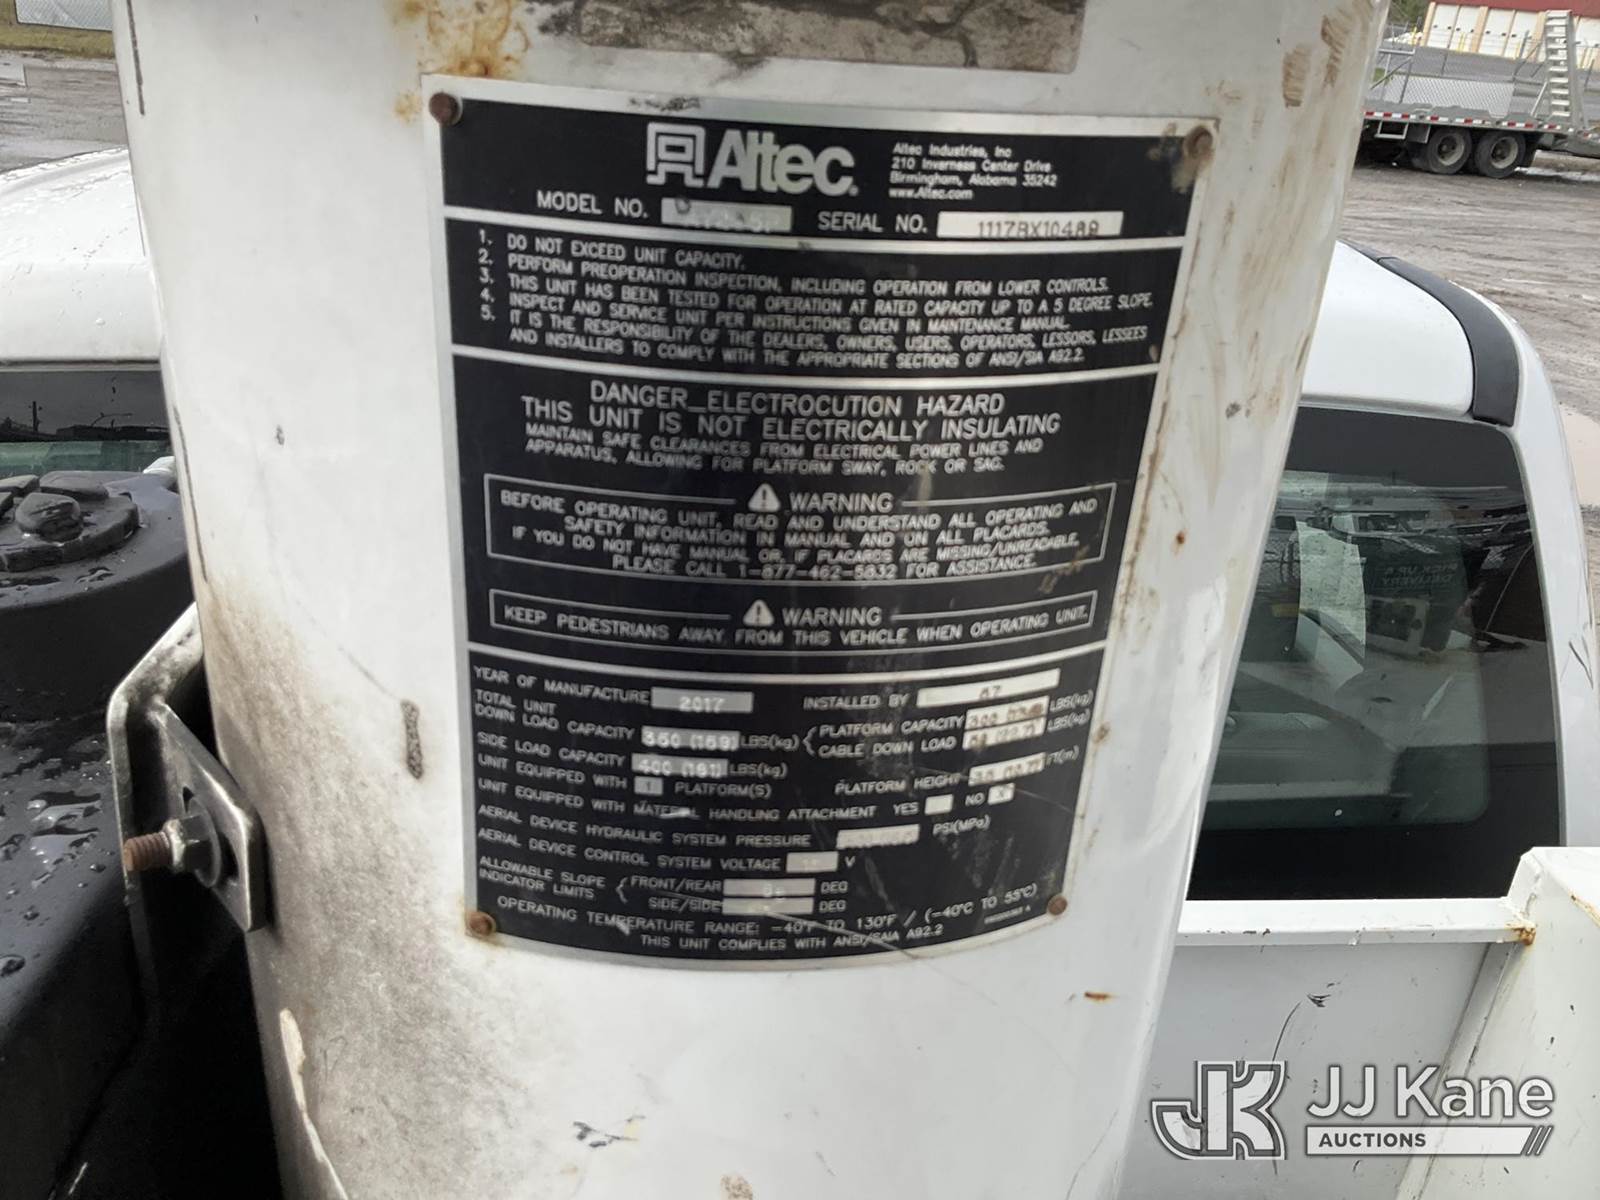 Altec
Altec Industries, Inc
210 Inverness Center Drive
Birmingham, Alabama 35242
www.Altec.com
MODEL NO. SERIAL NO.
1. DO NOT EXCEED UNIT CAPACITY.
2. PERFORM PREOPERATION INSPECTION, INCLUDING OPERATION FROM LOWER CONTROLS.
3. THIS UNIT HAS BEEN TESTED FOR OPERATION AT RATED CAPACITY UP TO A 5 DEGREE SLOPE.
4. INSPECT AND SERVICE UNIT PER INSTRUCTIONS GIVEN IN MAINTENANCE MANUAL.
5. IT IS THE RESPONSIBILITY OF THE DEALERS, OWNERS, USERS, OPERATORS, LESSORS, LESSEES
AND INSTALLERS TO COMPLY WITH THE APPROPRIATE SECTIONS OF ANSI/SIA A92.2
DANGER-ELECTROCUTION HAZARD
THIS UNIT IS NOT ELECTRICALLY INSULATING
MAINTAIN SAFE CLEARANCES FROM ELECTRICAL POWER LINES AND
APPARATUS, ALLOWING FOR PLATFORM SWAY, ROCK OR SAG.
WARNING
BEFORE OPERATING UNIT, READ AND UNDERSTAND ALL OPERATING AND
SAFETY INFORMATION IN MANUAL AND ON ALL PLACARDS.
IF YOU DO NOT HAVE MANUAL OR, IF PLACARDS ARE MISSING/UNREADABLE,
PLEASE CALL 1-877-462-5832 FOR ASSISTANCE.
WARNING
KEEP PEDESTRIANS AWAY FROM THIS VEHICLE WHEN OPERATING UNIT.
YEAR OF MANUFACTURE 2017 INSTALLED BY 67
TOTAL UNIT
DOWN LOAD CAPACITY 350 (159) LBS(kg) PLATFORM CAPACITY 300 LBS(kg)
CABLE DOWN LOAD LBS(kg)
SIDE LOAD CAPACITY 400 (181) LBS(kg)
UNIT EQUIPPED WITH 1 PLATFORM(S) PLATFORM HEIGHT FT(m)
UNIT EQUIPPED WITH MATERIAL HANDLING ATTACHMENT YES NO X
AERIAL DEVICE HYDRAULIC SYSTEM PRESSURE PSI(MPa)
AERIAL DEVICE CONTROL SYSTEM VOLTAGE V
ALLOWABLE SLOPE
INDICATOR LIMITS
FRONT/REAR DEG
SIDE/SIDE DEG
OPERATING TEMPERATURE RANGE: -40°F TO 130°F / (-40°C TO 55°C)
THIS UNIT COMPLIES WITH ANSI/SAIA A92.2
JK
JJ Kane
AUCTIONS